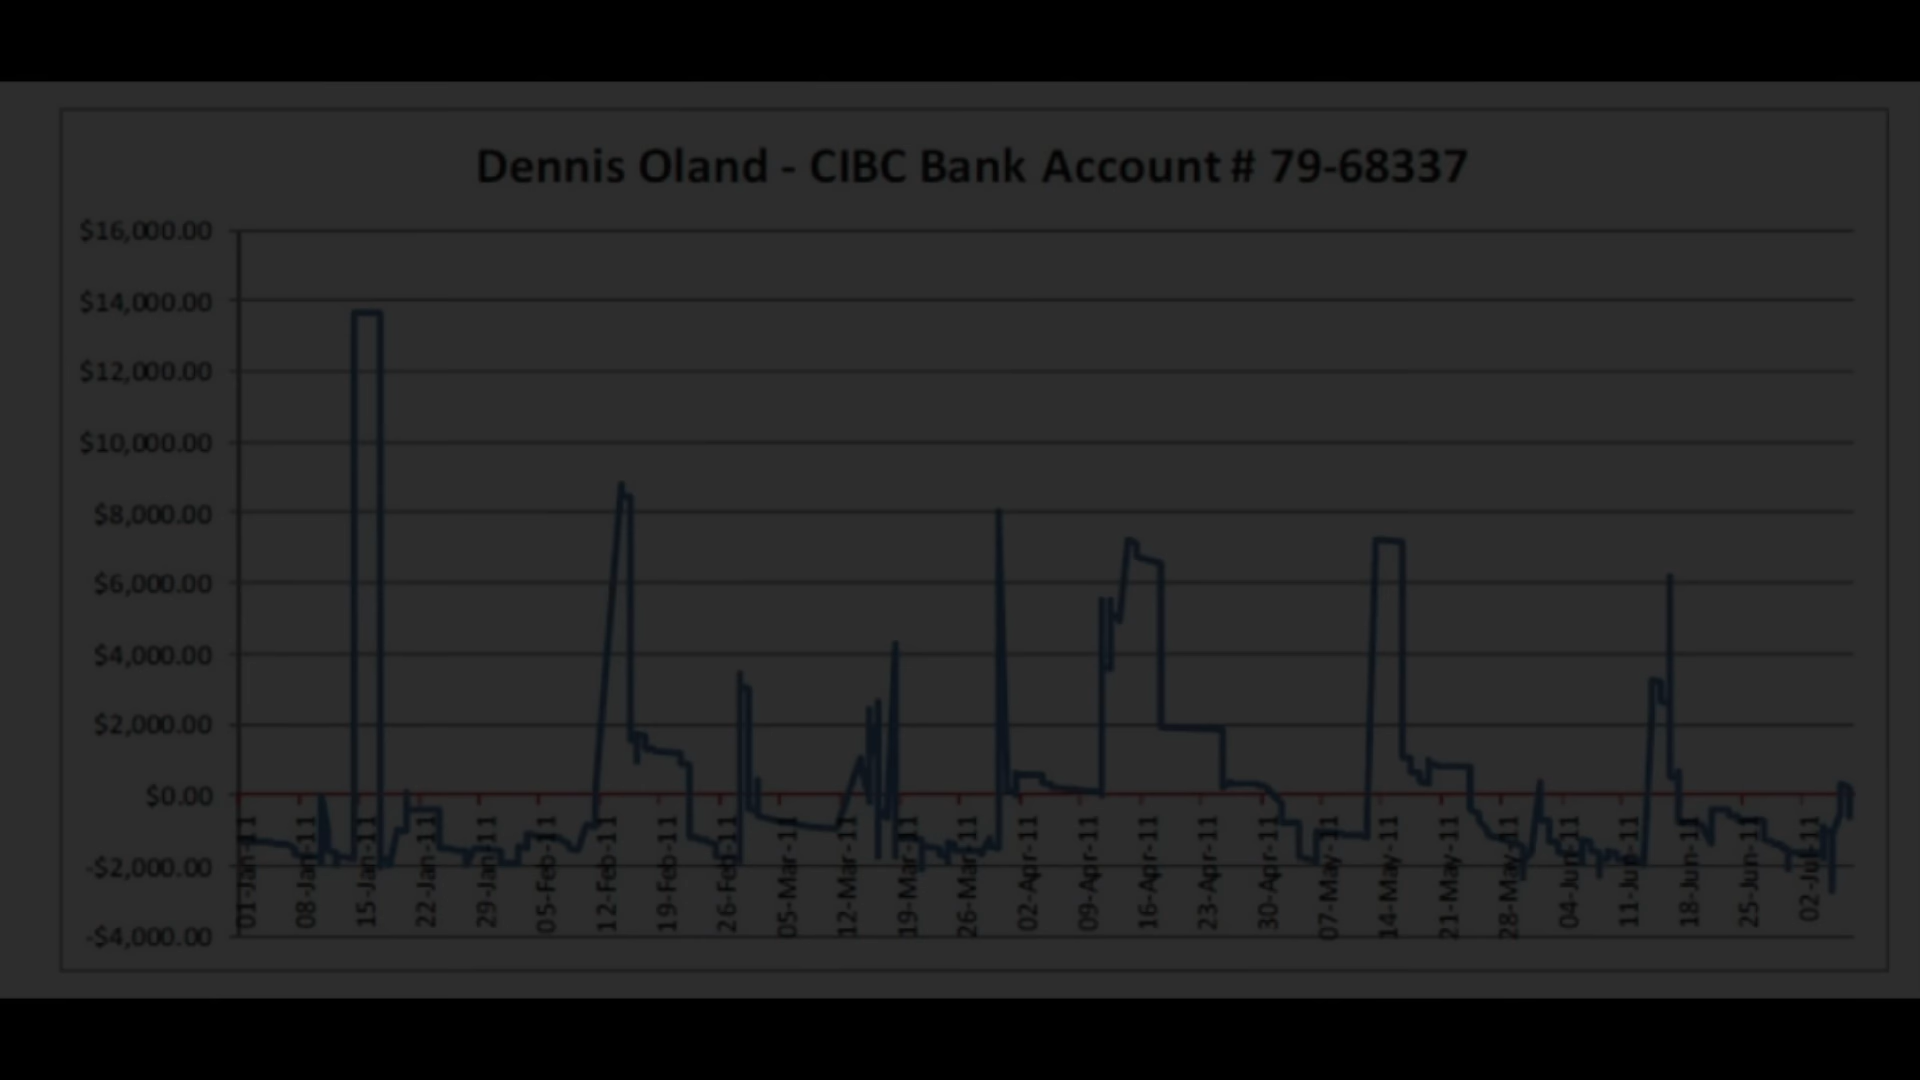 Dennis Oland - CIBC Bank Account # 79-68337
$16,000.00
$14,000.00
$12,000.00
$10,000.00
$8,000.00
$6,000.00
$4,000.00
$2,000.00
$0.00
-$2,000.00
-$4,000.00
01-Jan-11
08-Jan-11
15-Jan-11
22-Jan-11
29-Jan-11
05-Feb-11
12-Feb-11
19-Feb-11
26-Feb-11
05-Mar-11
12-Mar-11
19-Mar-11
26-Mar-11
02-Apr-11
09-Apr-11
16-Apr-11
23-Apr-11
30-Apr-11
07-May-11
14-May-11
21-May-11
28-May-11
04-Jun-11
11-Jun-11
18-Jun-11
25-Jun-11
02-Jul-11